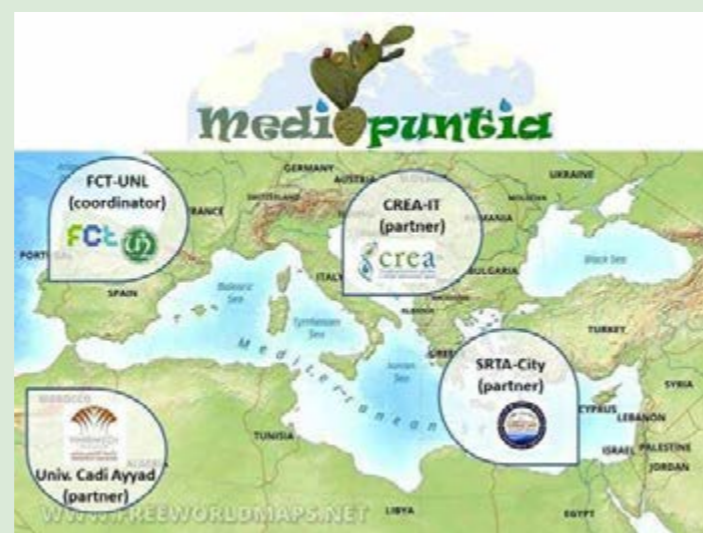 Medi puntia
FCT-UNL
(coordinator)
FCt
CREA-IT
(partner)
crea
SRTA-City
(partner)
Univ. Cadi Ayyad
(partner)
GERMANY
AUSTRIA
UKRAINE
SWITZERLAND
MOLDOVA
SPAIN
Balearic
Sea
ITALY
Tyrrhenian
Sea
BULGARIA
Black Sea
TURKEY
Ionian
Sea
Mediterranean
SYRIA
CYPRUS
LEBANON
ISRAEL
PALESTINE
JORDAN
TUNISIA
LIBYA
EGYPT
WWW.FREEWORLDMAPS.NET